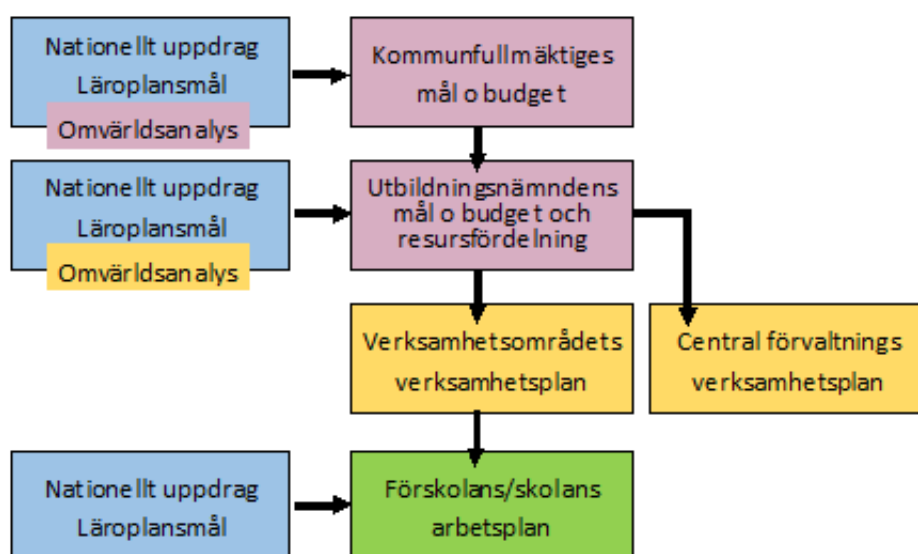 Nationellt uppdrag
Läroplansmål
Omvärldsanalys
Kommunfullmäktiges
mål o budget
Nationellt uppdrag
Läroplansmål
Omvärldsanalys
Utbildningsnämndens
mål o budget och
resursfördelning
Verksamhetsområdets
verksamhetsplan
Central förvaltnings
verksamhetsplan
Nationellt uppdrag
Läroplansmål
Förskolans/skolans
arbetsplan